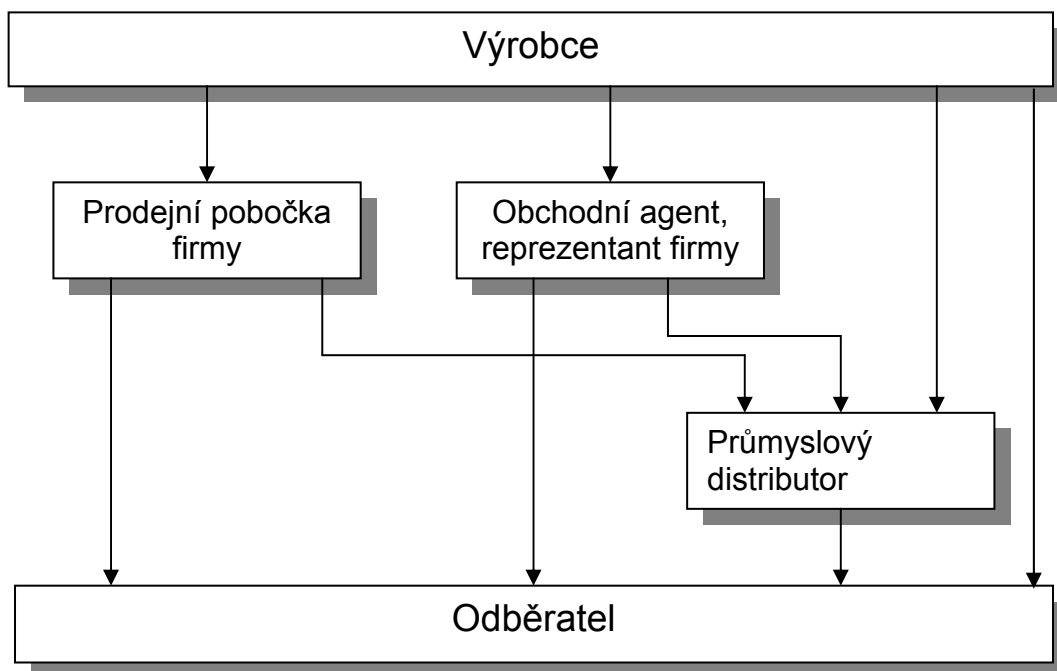 Výrobce
Prodejní pobočka
firmy
Obchodní agent,
reprezentant firmy
Průmyslový
distributor
Odběratel